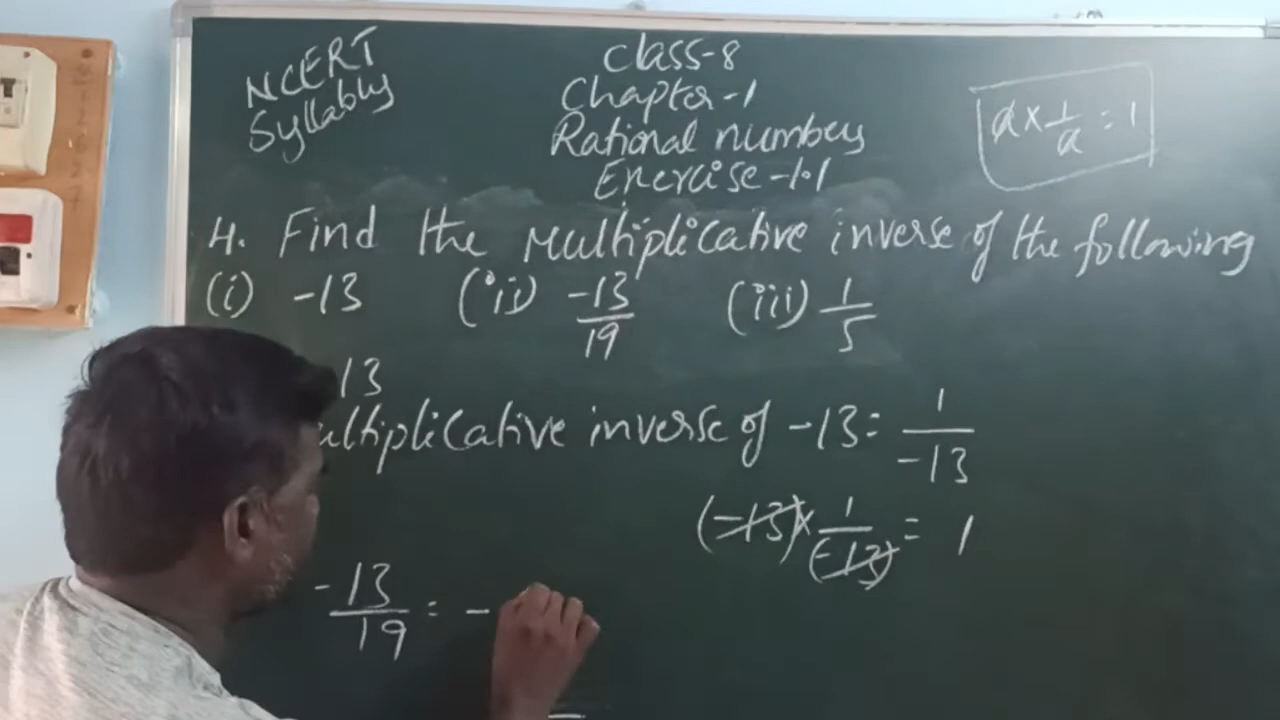 NCERT
Syllabus
Class-8
Chapter-1
Rational numbers
Exercise-1.1
a × 1/a = 1
4. Find the Multiplicative inverse of the following
(i) -13 (ii) -13/19 (iii) 1/5
13
ultiplicative inverse of -13 = 1/-13
(-13) × 1/(-13) = 1
-13/19 = -